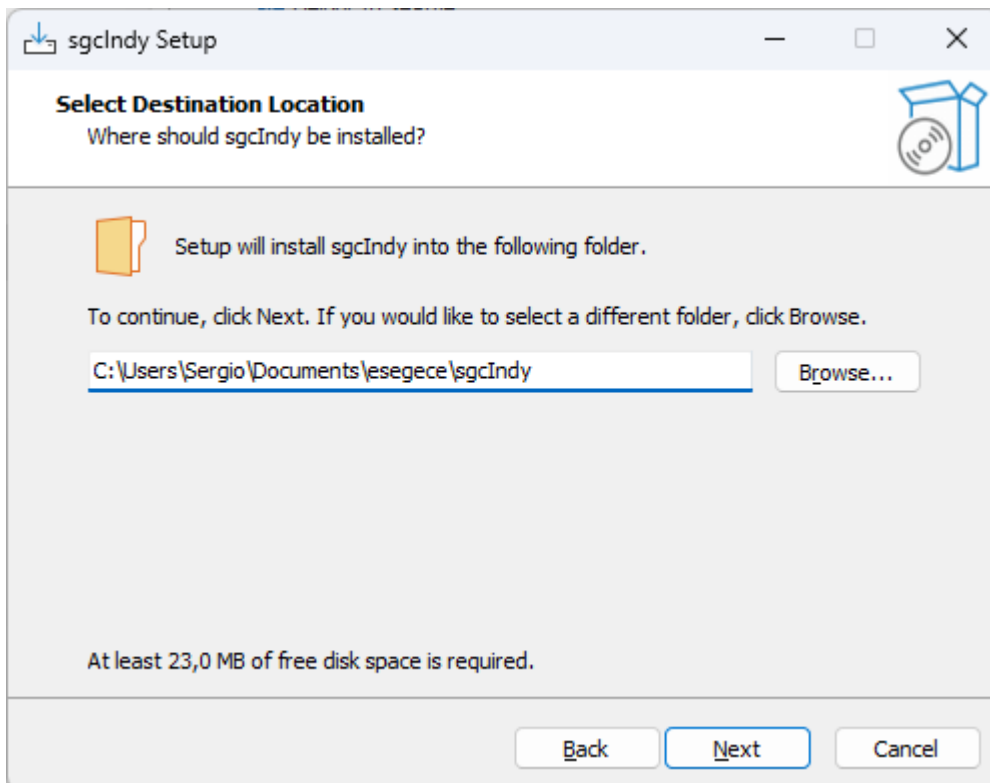 sgcIndy Setup
Select Destination Location
Where should sgcIndy be installed?
Setup will install sgcIndy into the following folder.
To continue, click Next. If you would like to select a different folder, click Browse.
C:\Users\Sergio\Documents\esegece\sgcIndy
Browse...
At least 23,0 MB of free disk space is required.
Back
Next
Cancel